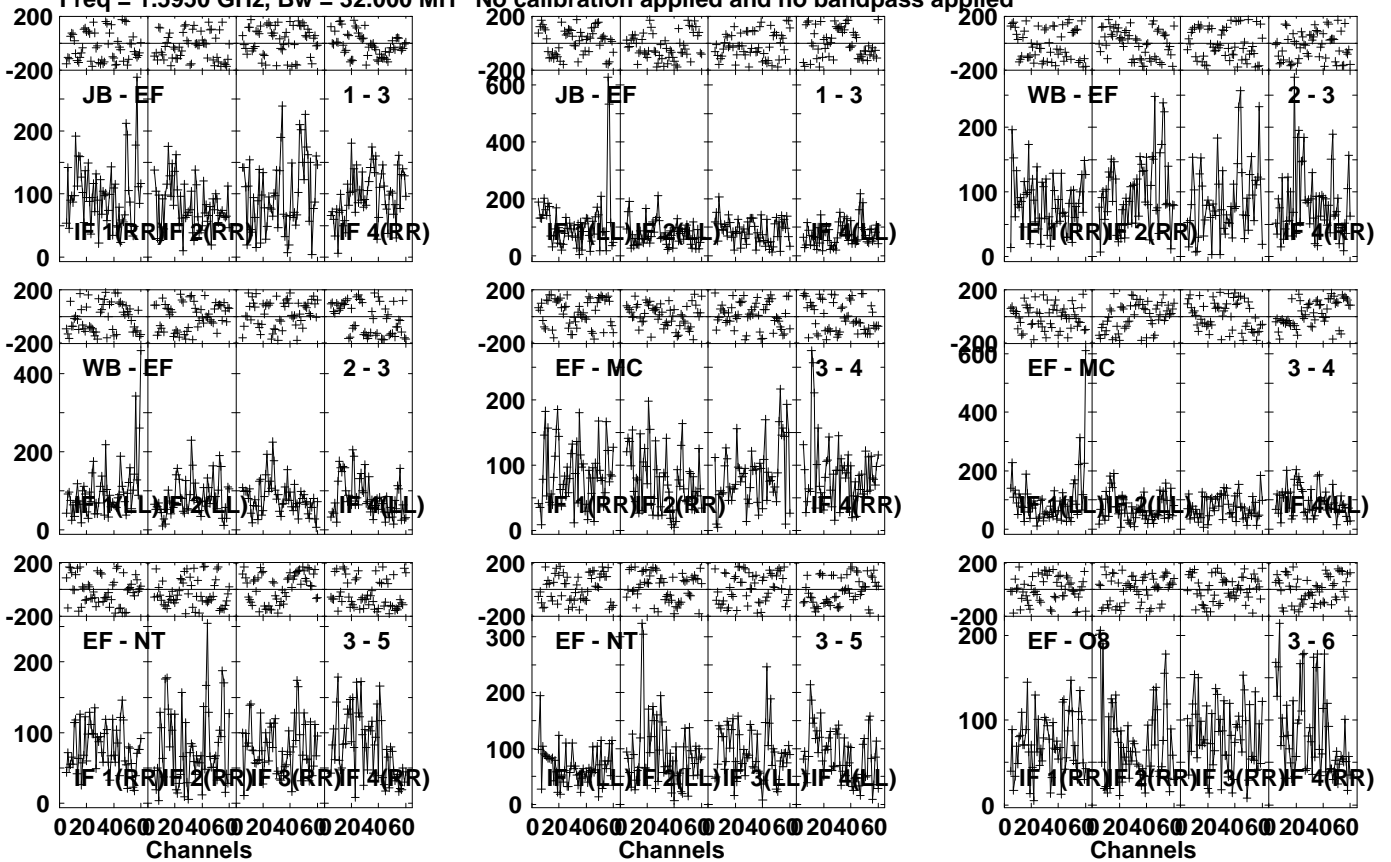 Freq = 1.5950 GHz, Bw = 32.000 MH No calibration applied and no bandpass applied
-200
JB - EF 1 - 3
200
100
0
IF 1(RR) IF 2(RR) IF 4(RR)
-200
600
JB - EF 1 - 3
400
200
0
IF 1(LL) IF 2(LL) IF 4(LL)
200
-200
WB - EF 2 - 3
200
100
0
IF 1(RR) IF 2(RR) IF 4(RR)
200
-200
WB - EF 2 - 3
400
200
0
IF 1(LL) IF 2(LL) IF 4(LL)
200
-200
EF - MC 3 - 4
200
100
0
IF 1(RR) IF 2(RR) IF 4(RR)
200
-200
600
EF - MC 3 - 4
400
200
0
IF 1(LL) IF 2(LL) IF 4(LL)
200
-200
EF - NT 3 - 5
200
100
0
IF 1(RR) IF 2(RR) IF 3(RR) IF 4(RR)
0 20 40 60 0 20 40 60 0 20 40 60 0 20 40 60
Channels
200
-200
EF - NT 3 - 5
300
200
100
0
IF 1(LL) IF 2(LL) IF 3(LL) IF 4(LL)
0 20 40 60 0 20 40 60 0 20 40 60 0 20 40 60
Channels
200
-200
EF - O8 3 - 6
200
100
0
IF 1(RR) IF 2(RR) IF 3(RR) IF 4(RR)
0 20 40 60 0 20 40 60 0 20 40 60 0 20 40 60
Channels